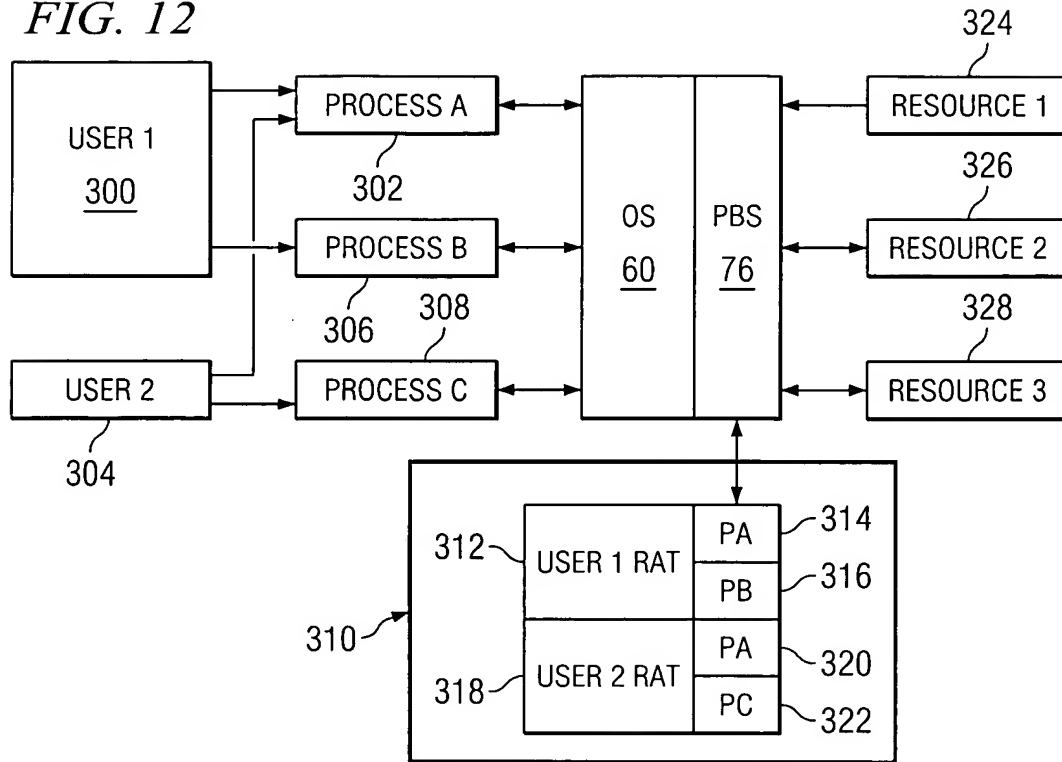 FIG. 12
324
USER 1
300
PROCESS A
302
OS
60
PBS
76
RESOURCE 1
326
PROCESS B
306
RESOURCE 2
308
328
USER 2
304
PROCESS C
RESOURCE 3
310
312
USER 1 RAT
PA
314
PB
316
318
USER 2 RAT
PA
320
PC
322